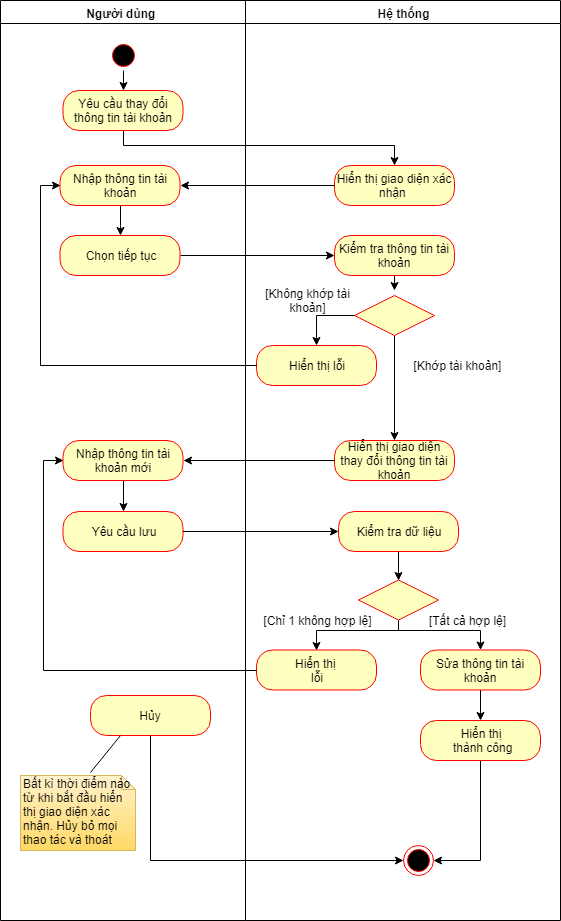 Người dùng
Hệ thống
Yêu cầu thay đổi
thông tin tài khoản
Nhập thông tin tài
khoản
Hiển thị giao diện xác
nhận
Chọn tiếp tục
Kiểm tra thông tin tài
khoản
[Không khớp tài
khoản]
Hiển thị lỗi
[Khớp tài khoản]
Nhập thông tin tài
khoản mới
Hiển thị giao diện
thay đổi thông tin tài
khoản
Yêu cầu lưu
Kiểm tra dữ liệu
[Chỉ 1 không hợp lệ]
[Tất cả hợp lệ]
Hiển thị
lỗi
Sửa thông tin tài
khoản
Hủy
Hiển thị
thành công
Bất kì thời điểm nào
từ khi bắt đầu hiển
thị giao diện xác
nhận. Hủy bỏ mọi
thao tác và thoát